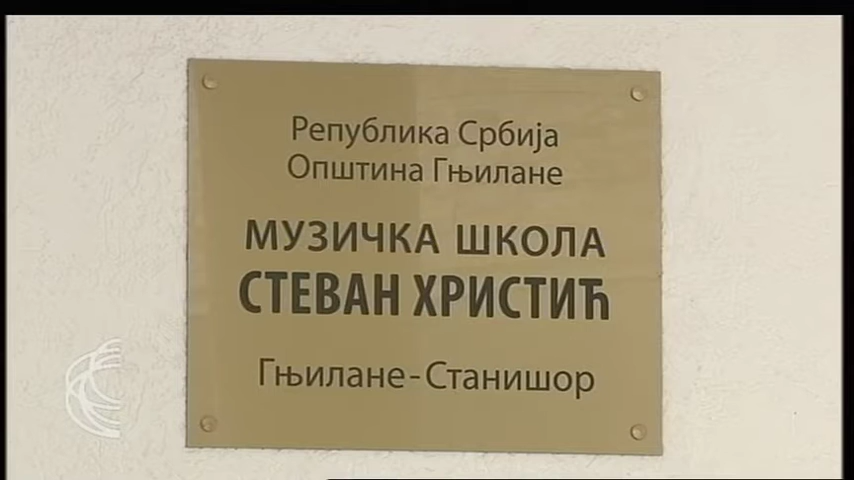 Република Србија
Општина Гњилане
МУЗИЧКА ШКОЛА
СТЕВАН ХРИСТИЋ
Гњилане-Станишор